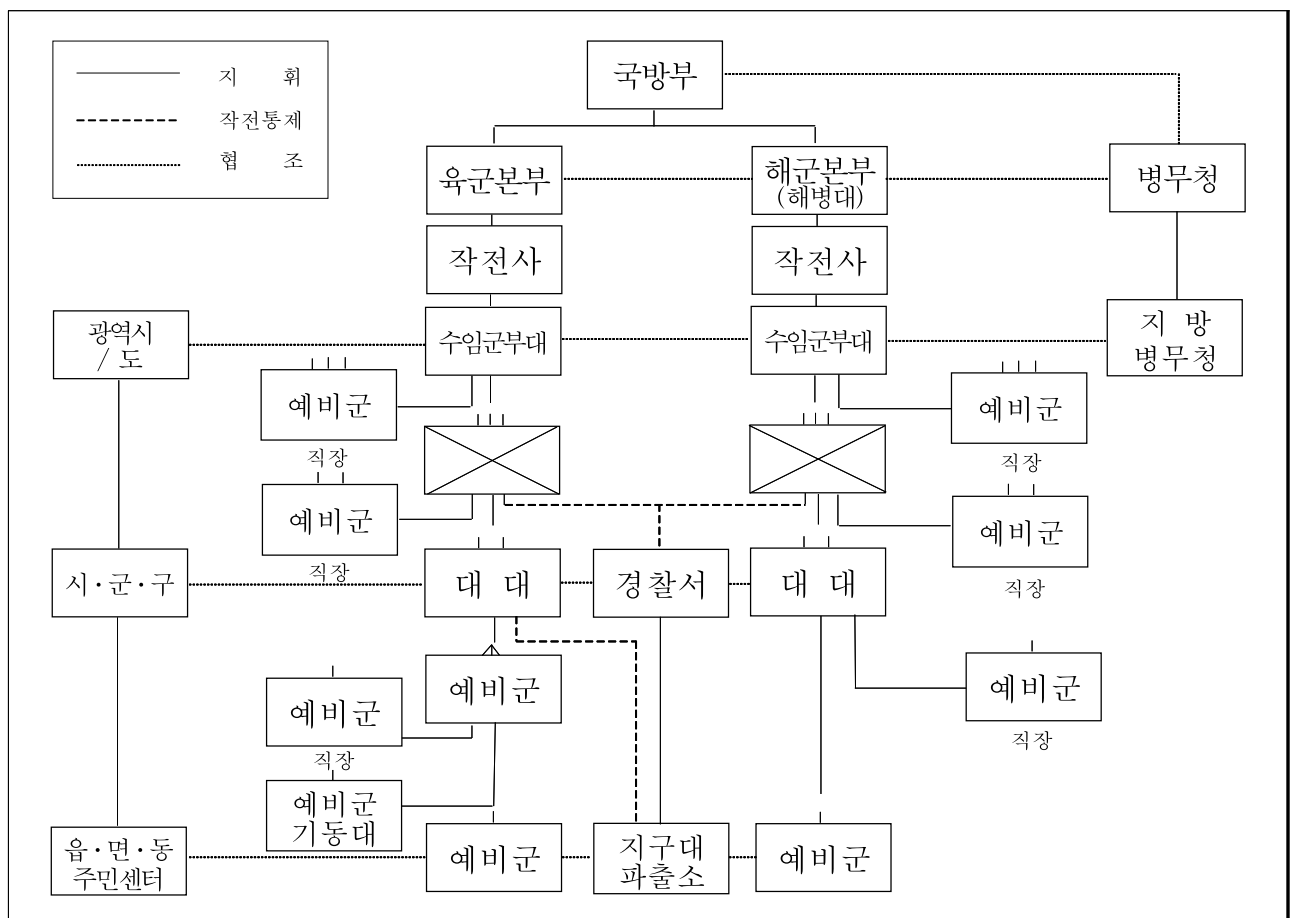 지 휘
작전통제
협 조
국방부
육군본부
해군본부
(해병대)
병무청
작전사
작전사
광역시
/ 도
수임군부대
수임군부대
지 방
병무청
예비군
직장
예비군
직장
예비군
직장
예비군
직장
시·군·구
대 대
경찰서
대 대
예비군
예비군
직장
예비군
직장
예비군
기동대
읍·면·동
주민센터
예비군
지구대
파출소
예비군